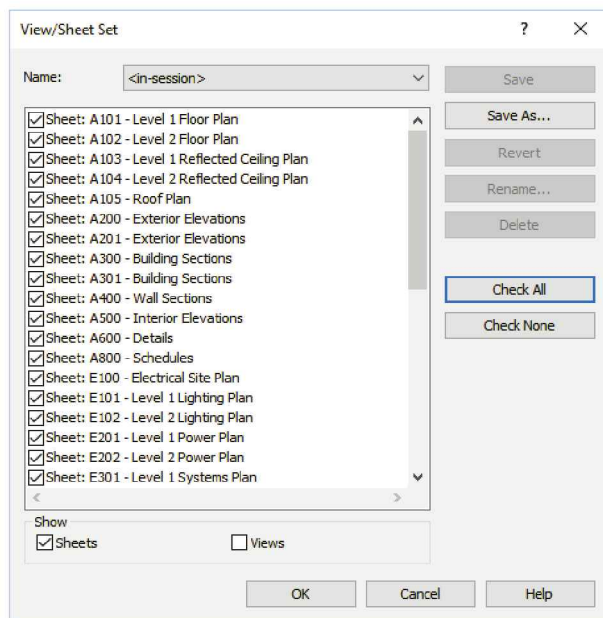 View/Sheet Set
?
Name:
<in-session>
Save
Sheet: A101 - Level 1 Floor Plan
Sheet: A102 - Level 2 Floor Plan
Sheet: A103 - Level 1 Reflected Ceiling Plan
Sheet: A104 - Level 2 Reflected Ceiling Plan
Sheet: A105 - Roof Plan
Sheet: A200 - Exterior Elevations
Sheet: A201 - Exterior Elevations
Sheet: A300 - Building Sections
Sheet: A301 - Building Sections
Sheet: A400 - Wall Sections
Sheet: A500 - Interior Elevations
Sheet: A600 - Details
Sheet: A800 - Schedules
Sheet: E100 - Electrical Site Plan
Sheet: E101 - Level 1 Lighting Plan
Sheet: E102 - Level 2 Lighting Plan
Sheet: E201 - Level 1 Power Plan
Sheet: E202 - Level 2 Power Plan
Sheet: E301 - Level 1 Systems Plan
Save As...
Revert
Rename...
Delete
Check All
Check None
Show
Sheets
Views
OK
Cancel
Help